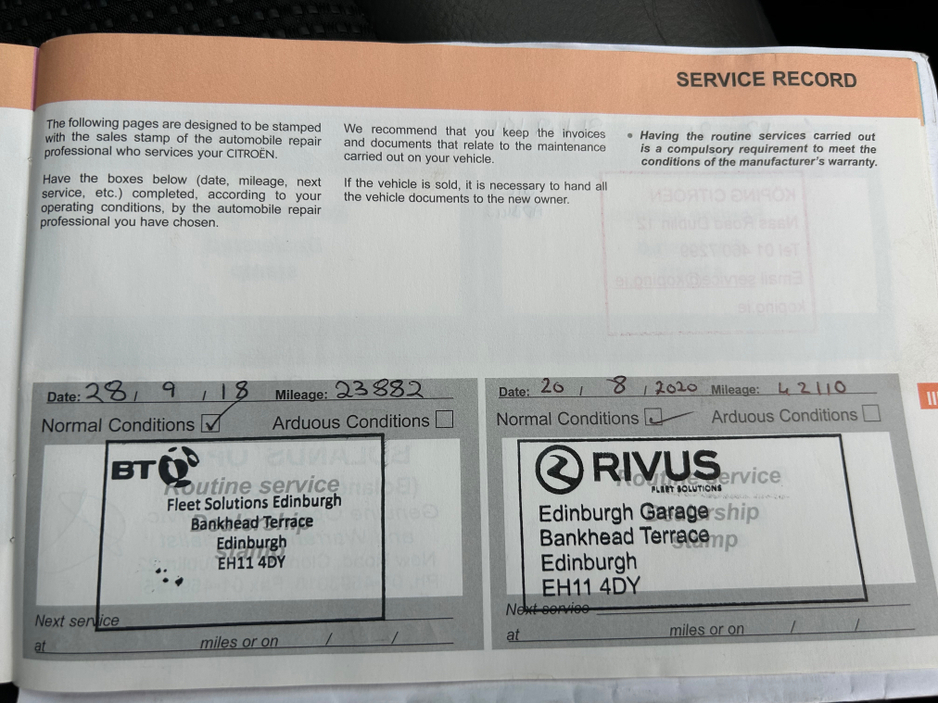 SERVICE RECORD
The following pages are designed to be stamped
with the sales stamp of the automobile repair
professional who services your CITROËN.
Have the boxes below (date, mileage, next
service, etc.) completed, according to your
operating conditions, by the automobile repair
professional you have chosen.
We recommend that you keep the invoices
and documents that relate to the maintenance
carried out on your vehicle.
If the vehicle is sold, it is necessary to hand all
the vehicle documents to the new owner.
• Having the routine services carried out
is a compulsory requirement to meet the
conditions of the manufacturer's warranty.
III
Date: 28 / 9 / 18 Mileage: 23882
Normal Conditions ☑ Arduous Conditions ☐
BT
Routine service
Fleet Solutions Edinburgh
Bankhead Terrace
Dealership
Edinburgh
stamp
EH11 4DY
Next service
at miles or on / /
Date: 20 / 8 / 2020 Mileage: 42110
Normal Conditions ☑ Arduous Conditions ☐
RIVUS
FLEET SOLUTIONS
Routine service
Edinburgh Garage
Dealership
Bankhead Terrace
stamp
Edinburgh
EH11 4DY
Next service
at miles or on / /